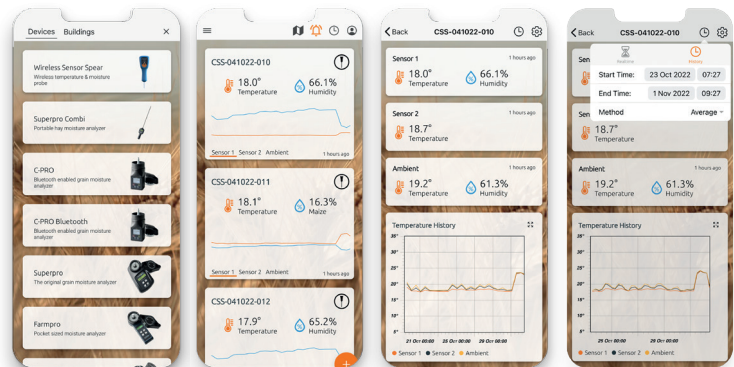 Devices Buildings ×
Wireless Sensor Spear
Wireless temperature & moisture
probe
Superpro Combi
Portable hay moisture analyzer
C-PRO
Bluetooth enabled grain moisture
analyzer
C-PRO Bluetooth
Bluetooth enabled grain moisture
analyzer
Superpro
The original grain moisture analyzer
Farmpro
Pocket sized moisture analyzer
CSS-041022-010
18.0°
Temperature
66.1%
Humidity
Sensor 1 Sensor 2 Ambient 1 hours ago
CSS-041022-011
18.1°
Temperature
16.3%
Maize
Sensor 1 Sensor 2 Ambient 1 hours ago
CSS-041022-012
17.9°
Temperature
65.2%
Humidity
+
Back CSS-041022-010
Sensor 1 1 hours ago
18.0°
Temperature
66.1%
Humidity
Sensor 2 1 hours ago
18.7°
Temperature
Ambient 1 hours ago
19.2°
Temperature
61.3%
Humidity
Temperature History
35°
30°
25°
20°
15°
10°
5°
21 Oct 00:00 25 Oct 00:00 29 Oct 00:00
Sensor 1 Sensor 2 Ambient
Back CSS-041022-010
Real-time History
Start Time: 23 Oct 2022 07:27
End Time: 1 Nov 2022 09:27
Method Average
Sen
Sen
18.7°
Temperature
Ambient 1 hours ago
19.2°
Temperature
61.3%
Humidity
Temperature History
35°
30°
25°
20°
15°
10°
5°
25 Oct 00:00 29 Oct 00:00
Sensor 1 Sensor 2 Ambient